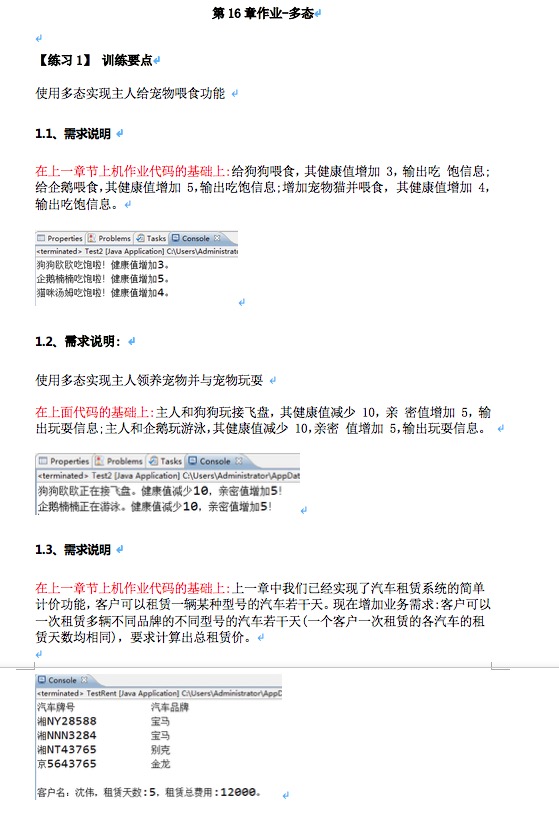 第 16 章作业-多态
【练习 1】 训练要点
使用多态实现主人给宠物喂食功能
1.1、需求说明
在上一章节上机作业代码的基础上:给狗狗喂食，其健康值增加 3，输出吃 饱信息;
给企鹅喂食,其健康值增加 5,输出吃饱信息;增加宠物猫并喂食，其健康值增加 4，
输出吃饱信息。
Properties Problems Tasks Console
<terminated> Test2 [Java Application] C:\Users\Administrato
狗狗欧欧吃饱啦！健康值增加3。
企鹅楠楠吃饱啦！健康值增加5。
猫咪汤姆吃饱啦！健康值增加4。
1.2、需求说明：
使用多态实现主人领养宠物并与宠物玩耍
在上面代码的基础上:主人和狗狗玩接飞盘，其健康值减少 10，亲 密值增加 5，输
出玩耍信息;主人和企鹅玩游泳,其健康值减少 10,亲密 值增加 5,输出玩耍信息。
Properties Problems Tasks Console
<terminated> Test2 [Java Application] C:\Users\Administrator\AppDat
狗狗欧欧正在接飞盘。健康值减少10，亲密值增加5！
企鹅楠楠正在游泳。健康值减少10，亲密值增加5！
1.3、需求说明
在上一章节上机作业代码的基础上:上一章中我们已经实现了汽车租赁系统的简单
计价功能，客户可以租赁一辆某种型号的汽车若干天。现在增加业务需求:客户可以
一次租赁多辆不同品牌的不同型号的汽车若干天(一个客户一次租赁的各汽车的租
赁天数均相同)，要求计算出总租赁价。
Console
<terminated> TestRent [Java Application] C:\Users\Administrator\AppD
汽车牌号 汽车品牌
湘NY28588 宝马
湘NNN3284 宝马
湘NT43765 别克
京5643765 金龙
客户名：沈伟，租赁天数:5，租赁总费用:12000。